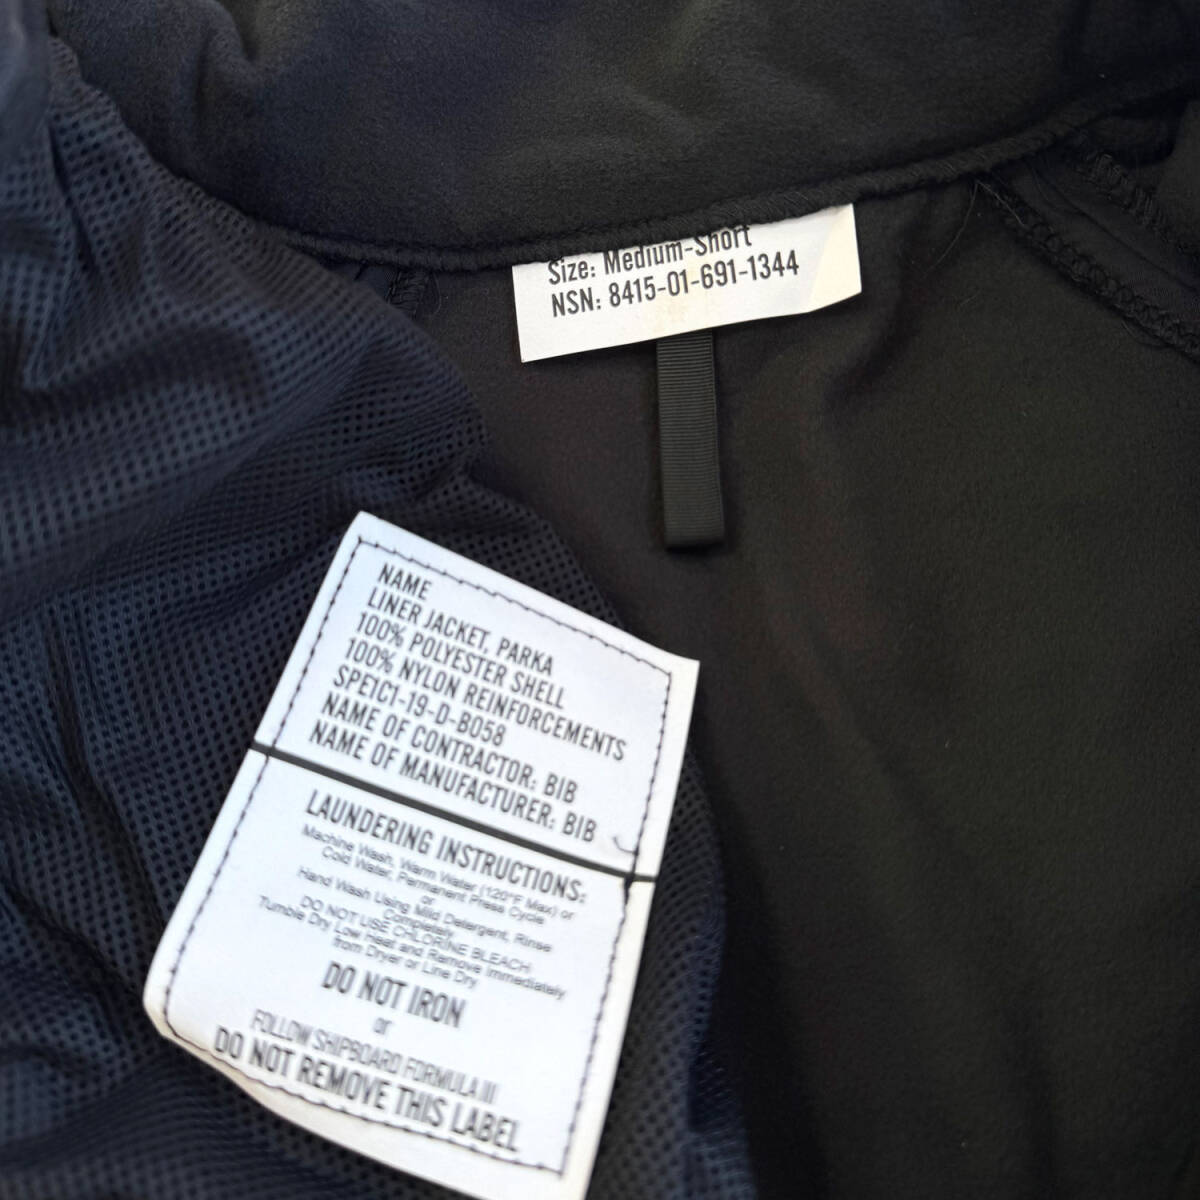 Size: Medium-Short
NSN: 8415-01-691-1344
NAME
LINER JACKET, PARKA
100% POLYESTER SHELL
100% NYLON REINFORCEMENTS
SPE1C1-19-D-B058
NAME OF CONTRACTOR: BIB
NAME OF MANUFACTURER: BIB
LAUNDERING INSTRUCTIONS:
Machine Wash, Warm Water (120°F Max) or
Cold Water, Permanent Press Cycle
or
Hand Wash Using Mild Detergent, Rinse
Completely
DO NOT USE CHLORINE BLEACH
Tumble Dry Low Heat and Remove Immediately
from Dryer or Line Dry
DO NOT IRON
or
FOLLOW SHIPBOARD FORMULA III
DO NOT REMOVE THIS LABEL